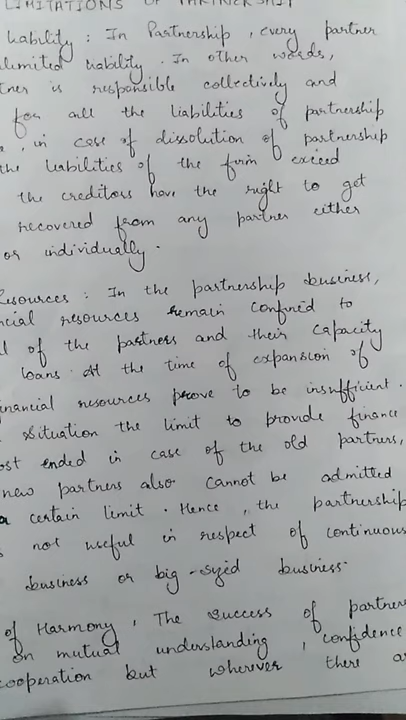 LIMITATIONS OF PARTNERSHIP
Liability : In Partnership , every partner
unlimited liability . In other words,
tner is responsible collectively and
for all the liabilities of partnership
, in case of dissolution of partnership
the liabilities of the firm exceed
the creditors have the right to get
recovered from any partner either
or individually .
Resources : In the partnership business,
ncial resources remain confined to
l of the partners and their capacity
loans . At the time of expansion of
inancial resources prove to be insufficient .
situation the limit to provide finance
ost ended in case of the old partners,
new partners also cannot be admitted
a certain limit . Hence , the partnership
s not useful in respect of continuous
business or big-syed business .
of Harmony , The success of partner
on mutual understanding , confidence
cooperation but wherever there a